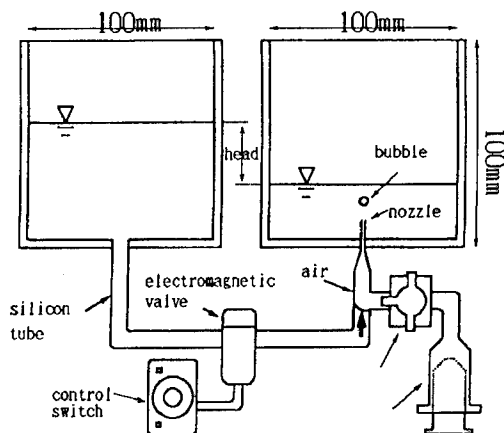 100mm
100mm
head
100mm
bubble
nozzle
air
electromagnetic
valve
silicon
tube
control
switch